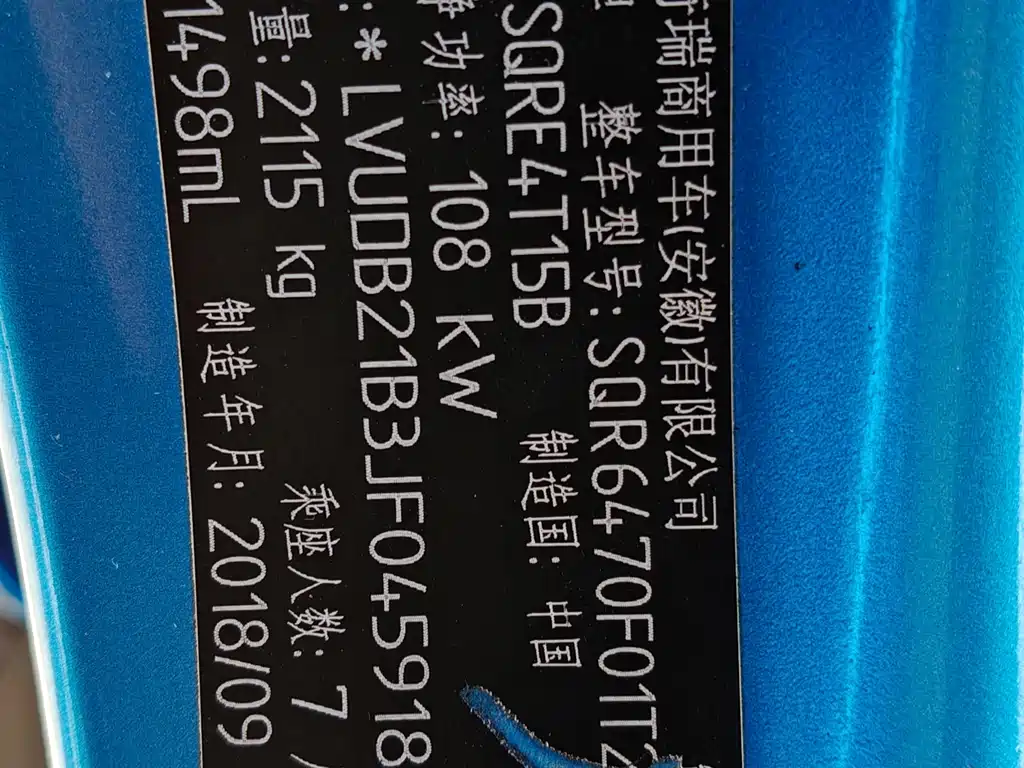 瑞商用车(安徽)有限公司
整车型号: SQR6470F01T2
SQRE4T15B 制造国: 中国
净功率: 108 kW
:* LVUDB21B3JF045918
量: 2115 kg 乘座人数: 7
1498mL 制造年月: 2018/09